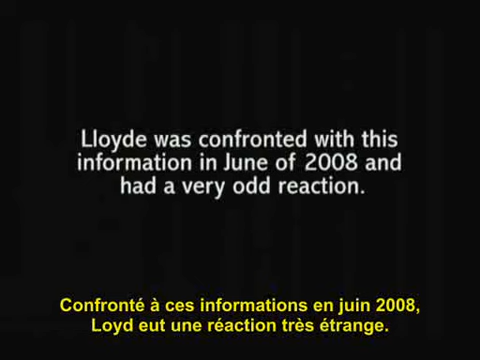 Lloyde was confronted with this
information in June of 2008 and
had a very odd reaction.
Confronté à ces informations en juin 2008,
Loyd eut une réaction très étrange.